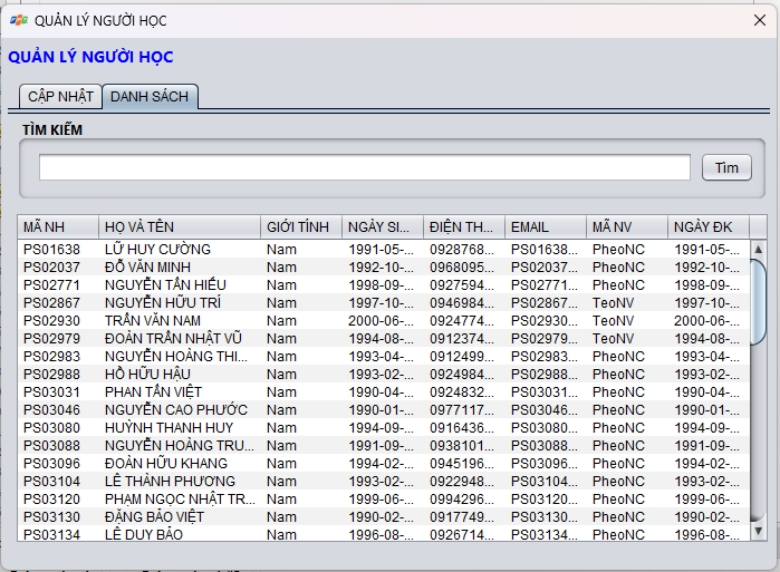 QUẢN LÝ NGƯỜI HỌC
QUẢN LÝ NGƯỜI HỌC
CẬP NHẬT DANH SÁCH
TÌM KIẾM
Tìm
MÃ NH HỌ VÀ TÊN GIỚI TÍNH NGÀY SI... ĐIỆN TH... EMAIL MÃ NV NGÀY ĐK
PS01638 LỮ HUY CƯỜNG Nam 1991-05-... 0928768... PS01638... PheoNC 1991-05-...
PS02037 ĐỖ VĂN MINH Nam 1992-10-... 0968095... PS02037... PheoNC 1992-10-...
PS02771 NGUYỄN TẤN HIẾU Nam 1998-09-... 0927594... PS02771... PheoNC 1998-09-...
PS02867 NGUYỄN HỮU TRÍ Nam 1997-10-... 0946984... PS02867... TeoNV 1997-10-...
PS02930 TRẦN VĂN NAM Nam 2000-06-... 0924774... PS02930... TeoNV 2000-06-...
PS02979 ĐOÀN TRẦN NHẬT VŨ Nam 1994-08-... 0912374... PS02979... TeoNV 1994-08-...
PS02983 NGUYỄN HOÀNG THI... Nam 1993-04-... 0912499... PS02983... PheoNC 1993-04-...
PS02988 HỒ HỮU HẬU Nam 1993-02-... 0924984... PS02988... PheoNC 1993-02-...
PS03031 PHAN TẤN VIỆT Nam 1990-04-... 0924832... PS03031... PheoNC 1990-04-...
PS03046 NGUYỄN CAO PHƯỚC Nam 1990-01-... 0977117... PS03046... PheoNC 1990-01-...
PS03080 HUỲNH THANH HUY Nam 1994-09-... 0916436... PS03080... PheoNC 1994-09-...
PS03088 NGUYỄN HOÀNG TRU... Nam 1991-09-... 0938101... PS03088... PheoNC 1991-09-...
PS03096 ĐOÀN HỮU KHANG Nam 1994-02-... 0945196... PS03096... PheoNC 1994-02-...
PS03104 LÊ THÀNH PHƯƠNG Nam 1993-02-... 0922948... PS03104... PheoNC 1993-02-...
PS03120 PHẠM NGỌC NHẬT TR... Nam 1999-06-... 0994296... PS03120... PheoNC 1999-06-...
PS03130 ĐẶNG BẢO VIỆT Nam 1990-02-... 0917749... PS03130... PheoNC 1990-02-...
PS03134 LÊ DUY BẢO Nam 1996-08-... 0926714... PS03134... PheoNC 1996-08-...